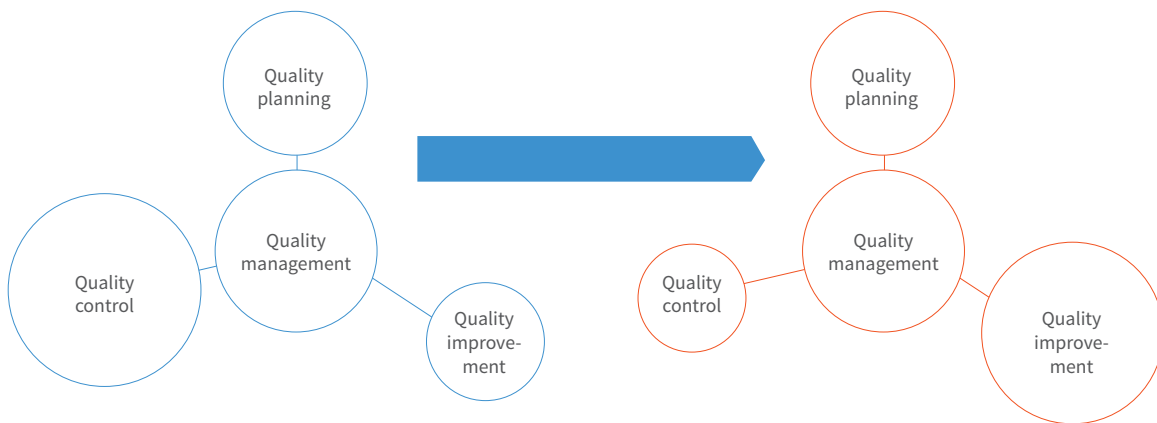 Quality
planning
Quality
management
Quality
control
Quality
improve-
ment
Quality
planning
Quality
management
Quality
control
Quality
improve-
ment